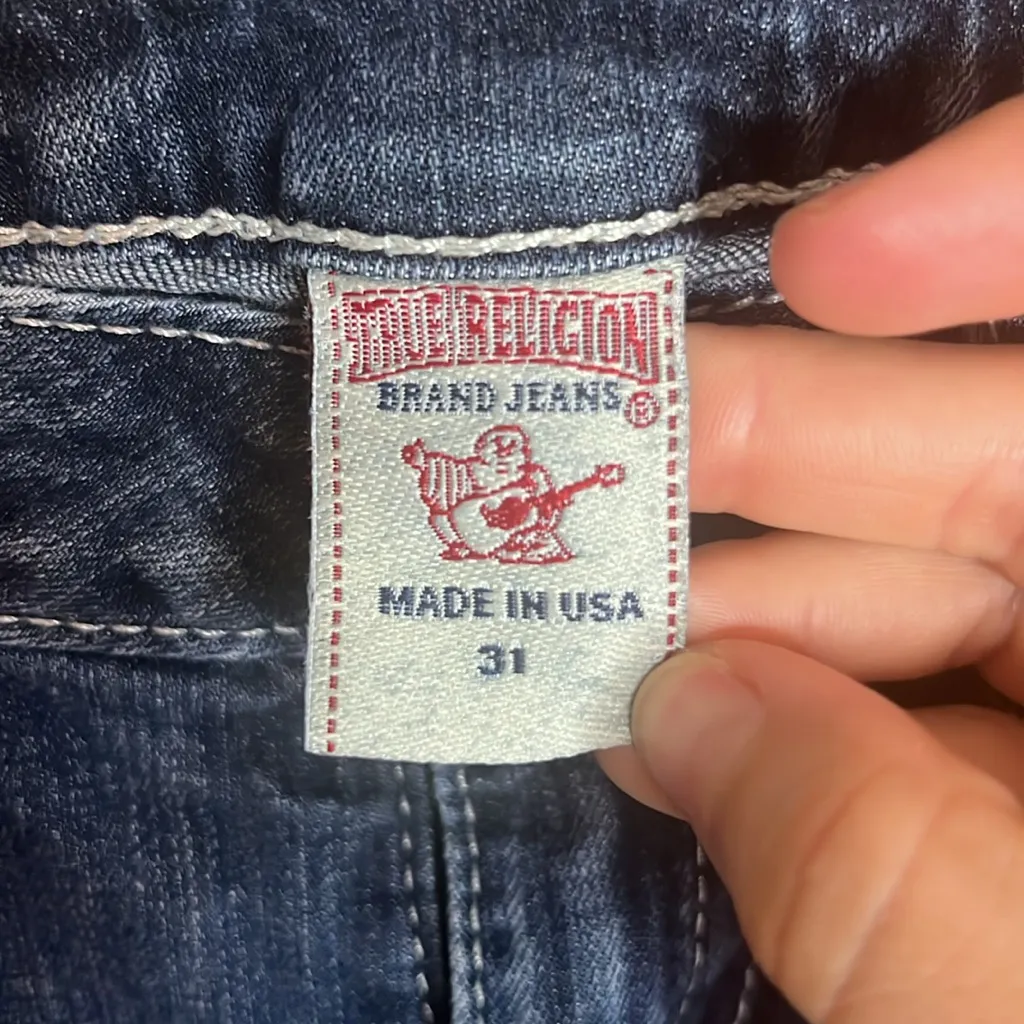 TRUE RELIGION
BRAND JEANS ®
MADE IN USA
31